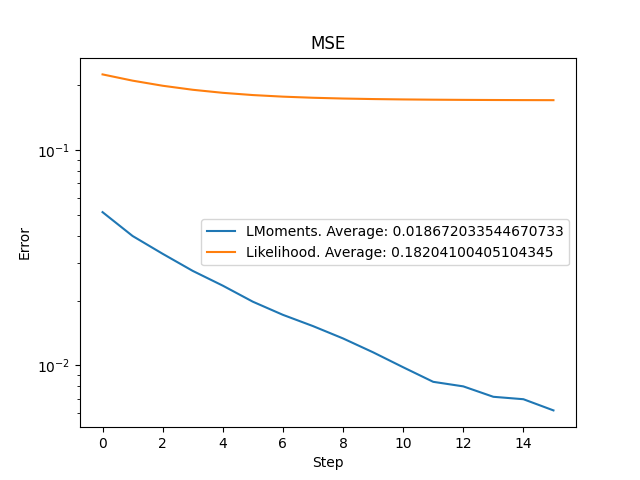 MSE
10⁻¹
10⁻²
Error
LMoments. Average: 0.018672033544670733
Likelihood. Average: 0.18204100405104345
0 2 4 6 8 10 12 14
Step